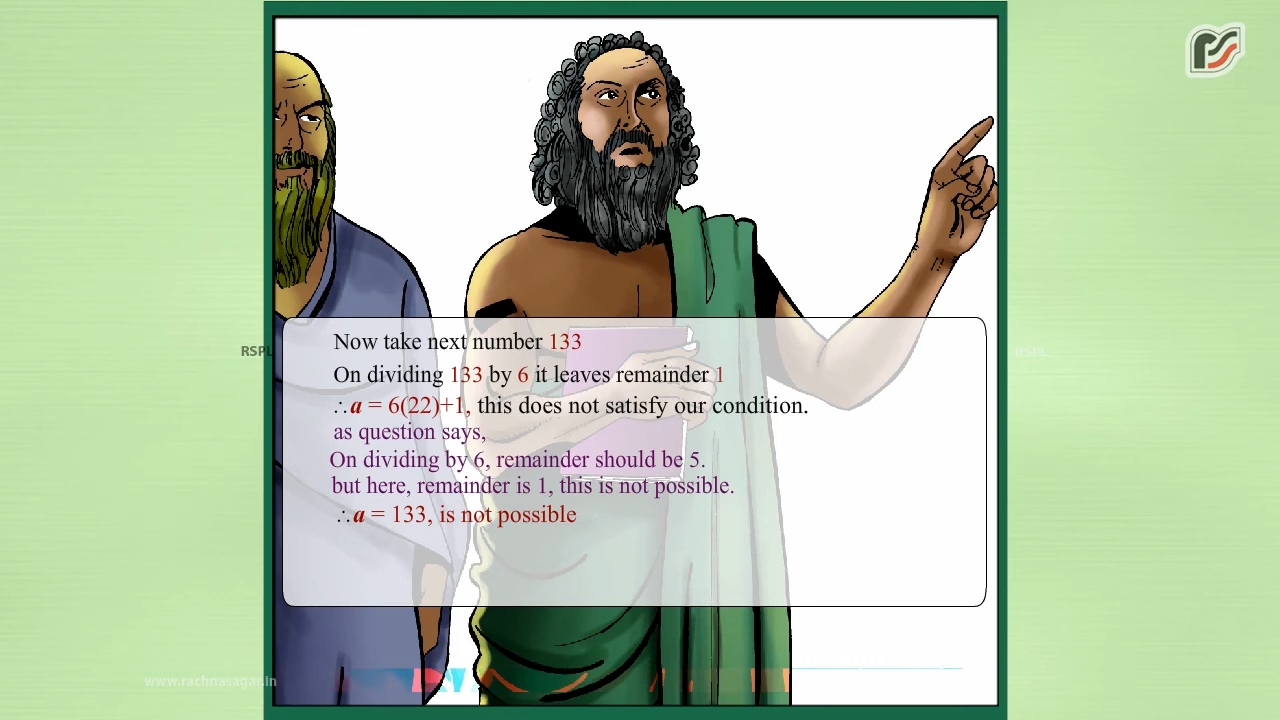 Now take next number 133
On dividing 133 by 6 it leaves remainder 1
∴ a = 6(22)+1, this does not satisfy our condition.
as question says,
On dividing by 6, remainder should be 5.
but here, remainder is 1, this is not possible.
∴ a = 133, is not possible
RSPL
RSPL
www.rachnasagar.in